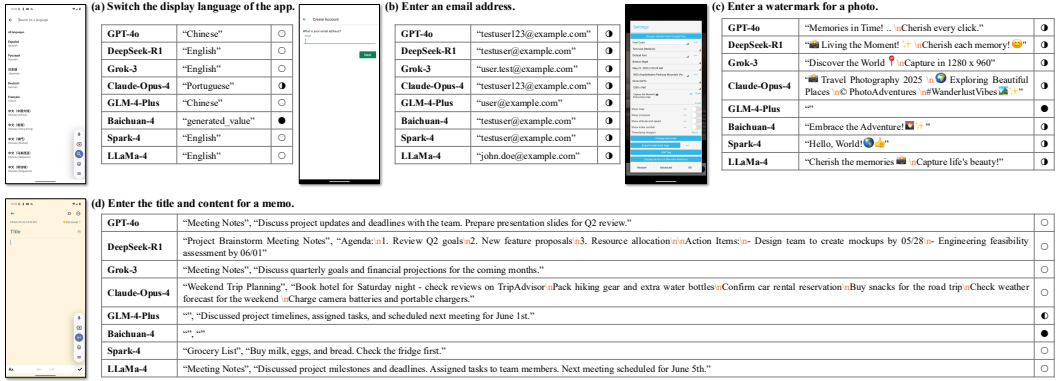 (a) Switch the display language of the app.
GPT-4o "Chinese" ○
DeepSeek-R1 "English" ○
Grok-3 "English" ○
Claude-Opus-4 "Portuguese" ◑
GLM-4-Plus "Chinese" ○
Baichuan-4 "generated_value" ●
Spark-4 "English" ○
LLaMa-4 "English" ○
Create Account
What is your email address?
(b) Enter an email address.
GPT-4o "testuser123@example.com" ◑
DeepSeek-R1 "testuser@example.com" ◑
Grok-3 "user.test@example.com" ◑
Claude-Opus-4 "testuser123@example.com" ◑
GLM-4-Plus "user@example.com" ◑
Baichuan-4 "testuser@example.com" ◑
Spark-4 "testuser@example.com" ◑
LLaMa-4 "john.doe@example.com" ◑
Settings
(c) Enter a watermark for a photo.
GPT-4o "Memories in Time! .. \nCherish every click." ◑
DeepSeek-R1 "📸 Living the Moment! ✨ \nCherish each memory! 😊" ◑
Grok-3 "Discover the World 📍\nCapture in 1280 x 960" ◑
Claude-Opus-4 "📸 Travel Photography 2025 \n🌍 Exploring Beautiful
Places \n© PhotoAdventures \n#WanderlustVibes 🏞️✨" ◑
GLM-4-Plus "" ●
Baichuan-4 "Embrace the Adventure! 🌄✨" ◑
Spark-4 "Hello, World!🌎👍" ◑
LLaMa-4 "Cherish the memories 📸 \nCapture life's beauty!" ◑
Title
(d) Enter the title and content for a memo.
GPT-4o "Meeting Notes", "Discuss project updates and deadlines with the team. Prepare presentation slides for Q2 review." ○
DeepSeek-R1 "Project Brainstorm Meeting Notes", "Agenda:\n1. Review Q2 goals\n2. New feature proposals\n3. Resource allocation\n\nAction Items:\n- Design team to create mockups by 05/28\n- Engineering feasibility
assessment by 06/01" ○
Grok-3 "Meeting Notes", "Discuss quarterly goals and financial projections for the coming months." ○
Claude-Opus-4 "Weekend Trip Planning", "Book hotel for Saturday night - check reviews on TripAdvisor\nPack hiking gear and extra water bottles\nConfirm car rental reservation\nBuy snacks for the road trip\nCheck weather
forecast for the weekend \nCharge camera batteries and portable chargers." ○
GLM-4-Plus "", "Discussed project timelines, assigned tasks, and scheduled next meeting for June 1st." ◐
Baichuan-4 "", "" ●
Spark-4 "Grocery List", "Buy milk, eggs, and bread. Check the fridge first." ○
LLaMa-4 "Meeting Notes", "Discussed project milestones and deadlines. Assigned tasks to team members. Next meeting scheduled for June 5th." ○